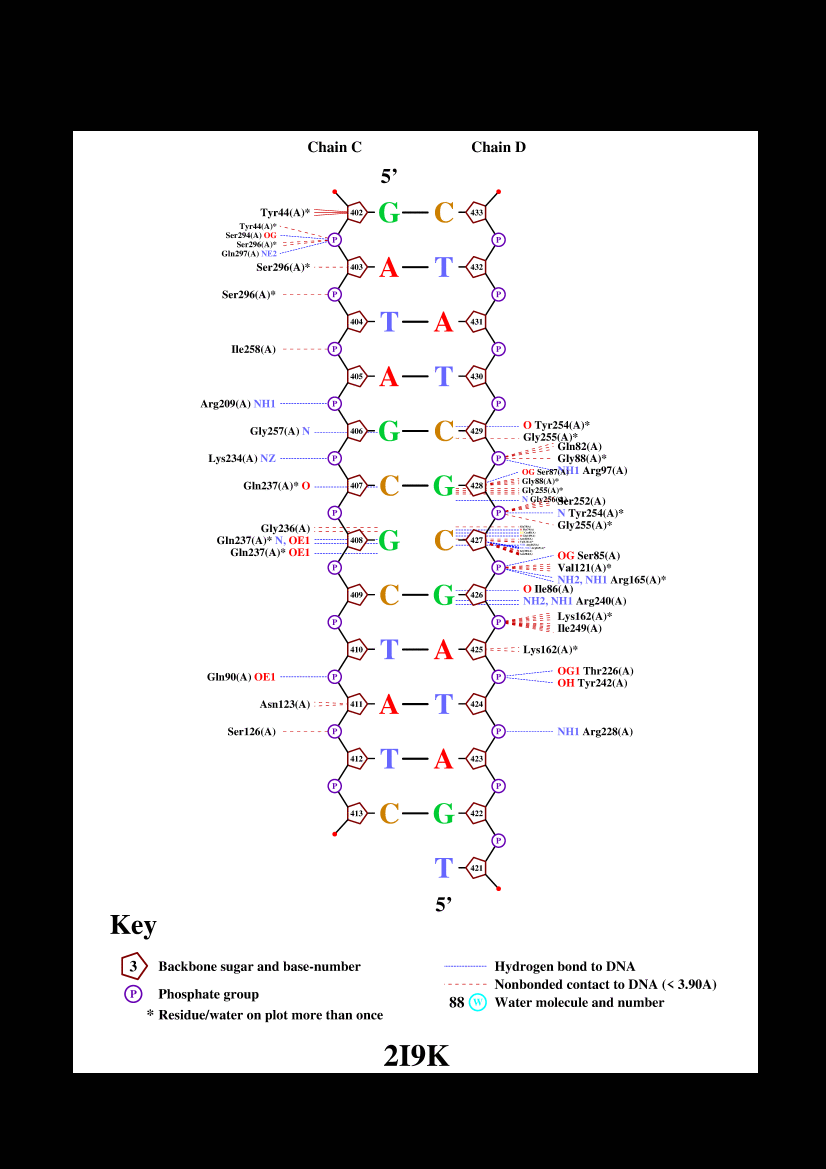 Chain C Chain D
5’
Tyr44(A)* 402 G C 433
Tyr44(A)*
Ser294(A) OG P P
Ser296(A)*
Gln297(A) NE2
Ser296(A)* 403 A T 432
Ser296(A)* P P
404 T A 431
Ile258(A) P P
405 A T 430
Arg209(A) NH1 P P
O Tyr254(A)*
Gly257(A) N 406 G C 429
Gly255(A)*
Gln82(A)
Lys234(A) NZ P P Gly88(A)*
NH1 Arg97(A)
OG Ser87(A)
Gly88(A)*
Gln237(A)* O 407 C G 428
Gly255(A)*
N Gly256(A)
Ser252(A)
P P N Tyr254(A)*
Gly255(A)*
Gly236(A)
Gln237(A)* N, OE1 408 G C 427
Gln237(A)* OE1
OG Ser85(A)
P P Val121(A)*
NH2, NH1 Arg165(A)*
O Ile86(A)
409 C G 426
NH2, NH1 Arg240(A)
Lys162(A)*
P P
Ile249(A)
410 T A 425 Lys162(A)*
OG1 Thr226(A)
Gln90(A) OE1 P P
OH Tyr242(A)
Asn123(A) 411 A T 424
Ser126(A) P P NH1 Arg228(A)
412 T A 423
P P
413 C G 422
P
T 421
5’
Key
3 Backbone sugar and base-number
P Phosphate group
* Residue/water on plot more than once
Hydrogen bond to DNA
Nonbonded contact to DNA (< 3.90A)
88 W Water molecule and number
2I9K